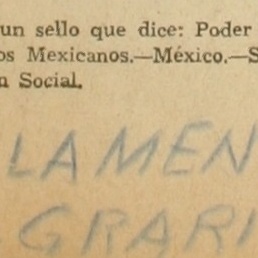 un sello que dice: Poder
os Mexicanos.—México.—S
n Social.
LAMEN
GRARI